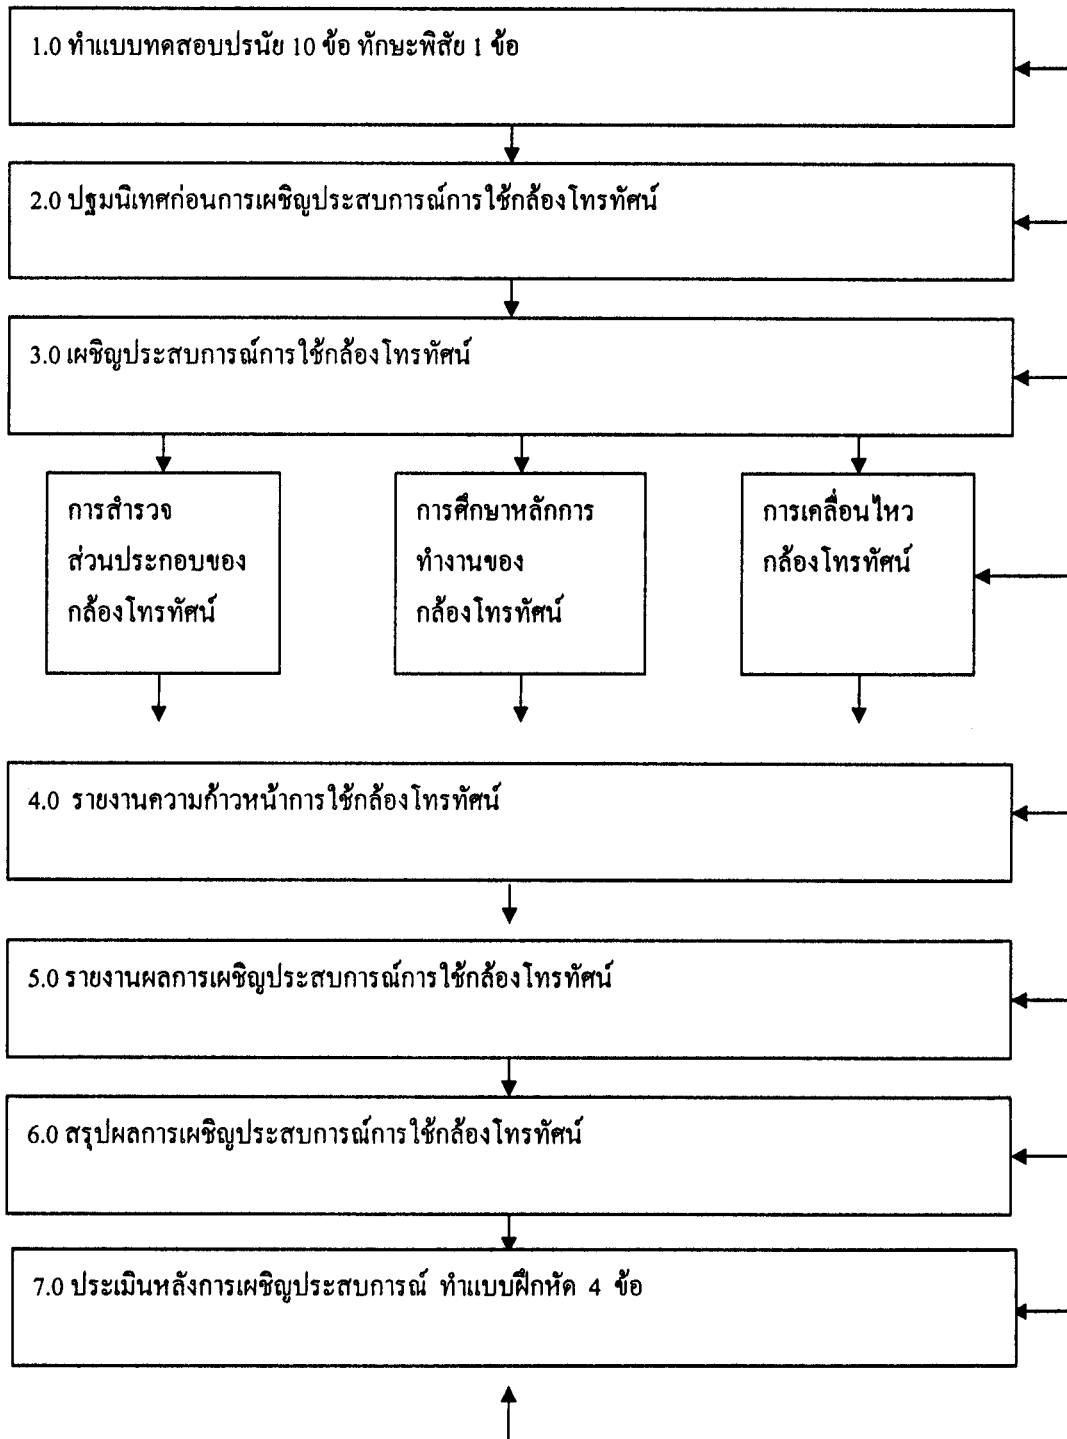 1.0 ทำแบบทดสอบปรนัย 10 ข้อ ทักษะพิสัย 1 ข้อ
2.0 ปฐมนิเทศก่อนการเผชิญประสบการณ์การใช้กล้องโทรทัศน์
3.0 เผชิญประสบการณ์การใช้กล้องโทรทัศน์
การสำรวจ
ส่วนประกอบของ
กล้องโทรทัศน์
การศึกษาหลักการ
ทำงานของ
กล้องโทรทัศน์
การเคลื่อนไหว
กล้องโทรทัศน์
4.0 รายงานความก้าวหน้าการใช้กล้องโทรทัศน์
5.0 รายงานผลการเผชิญประสบการณ์การใช้กล้องโทรทัศน์
6.0 สรุปผลการเผชิญประสบการณ์การใช้กล้องโทรทัศน์
7.0 ประเมินหลังการเผชิญประสบการณ์ ทำแบบฝึกหัด 4 ข้อ